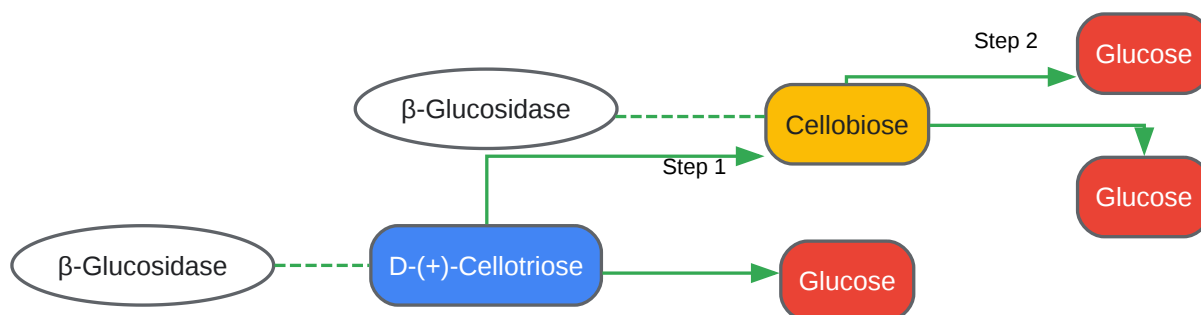 Step 2
Glucose
β-Glucosidase
Cellobiose
Step 1
Glucose
β-Glucosidase
D-(+)-Cellotriose
Glucose